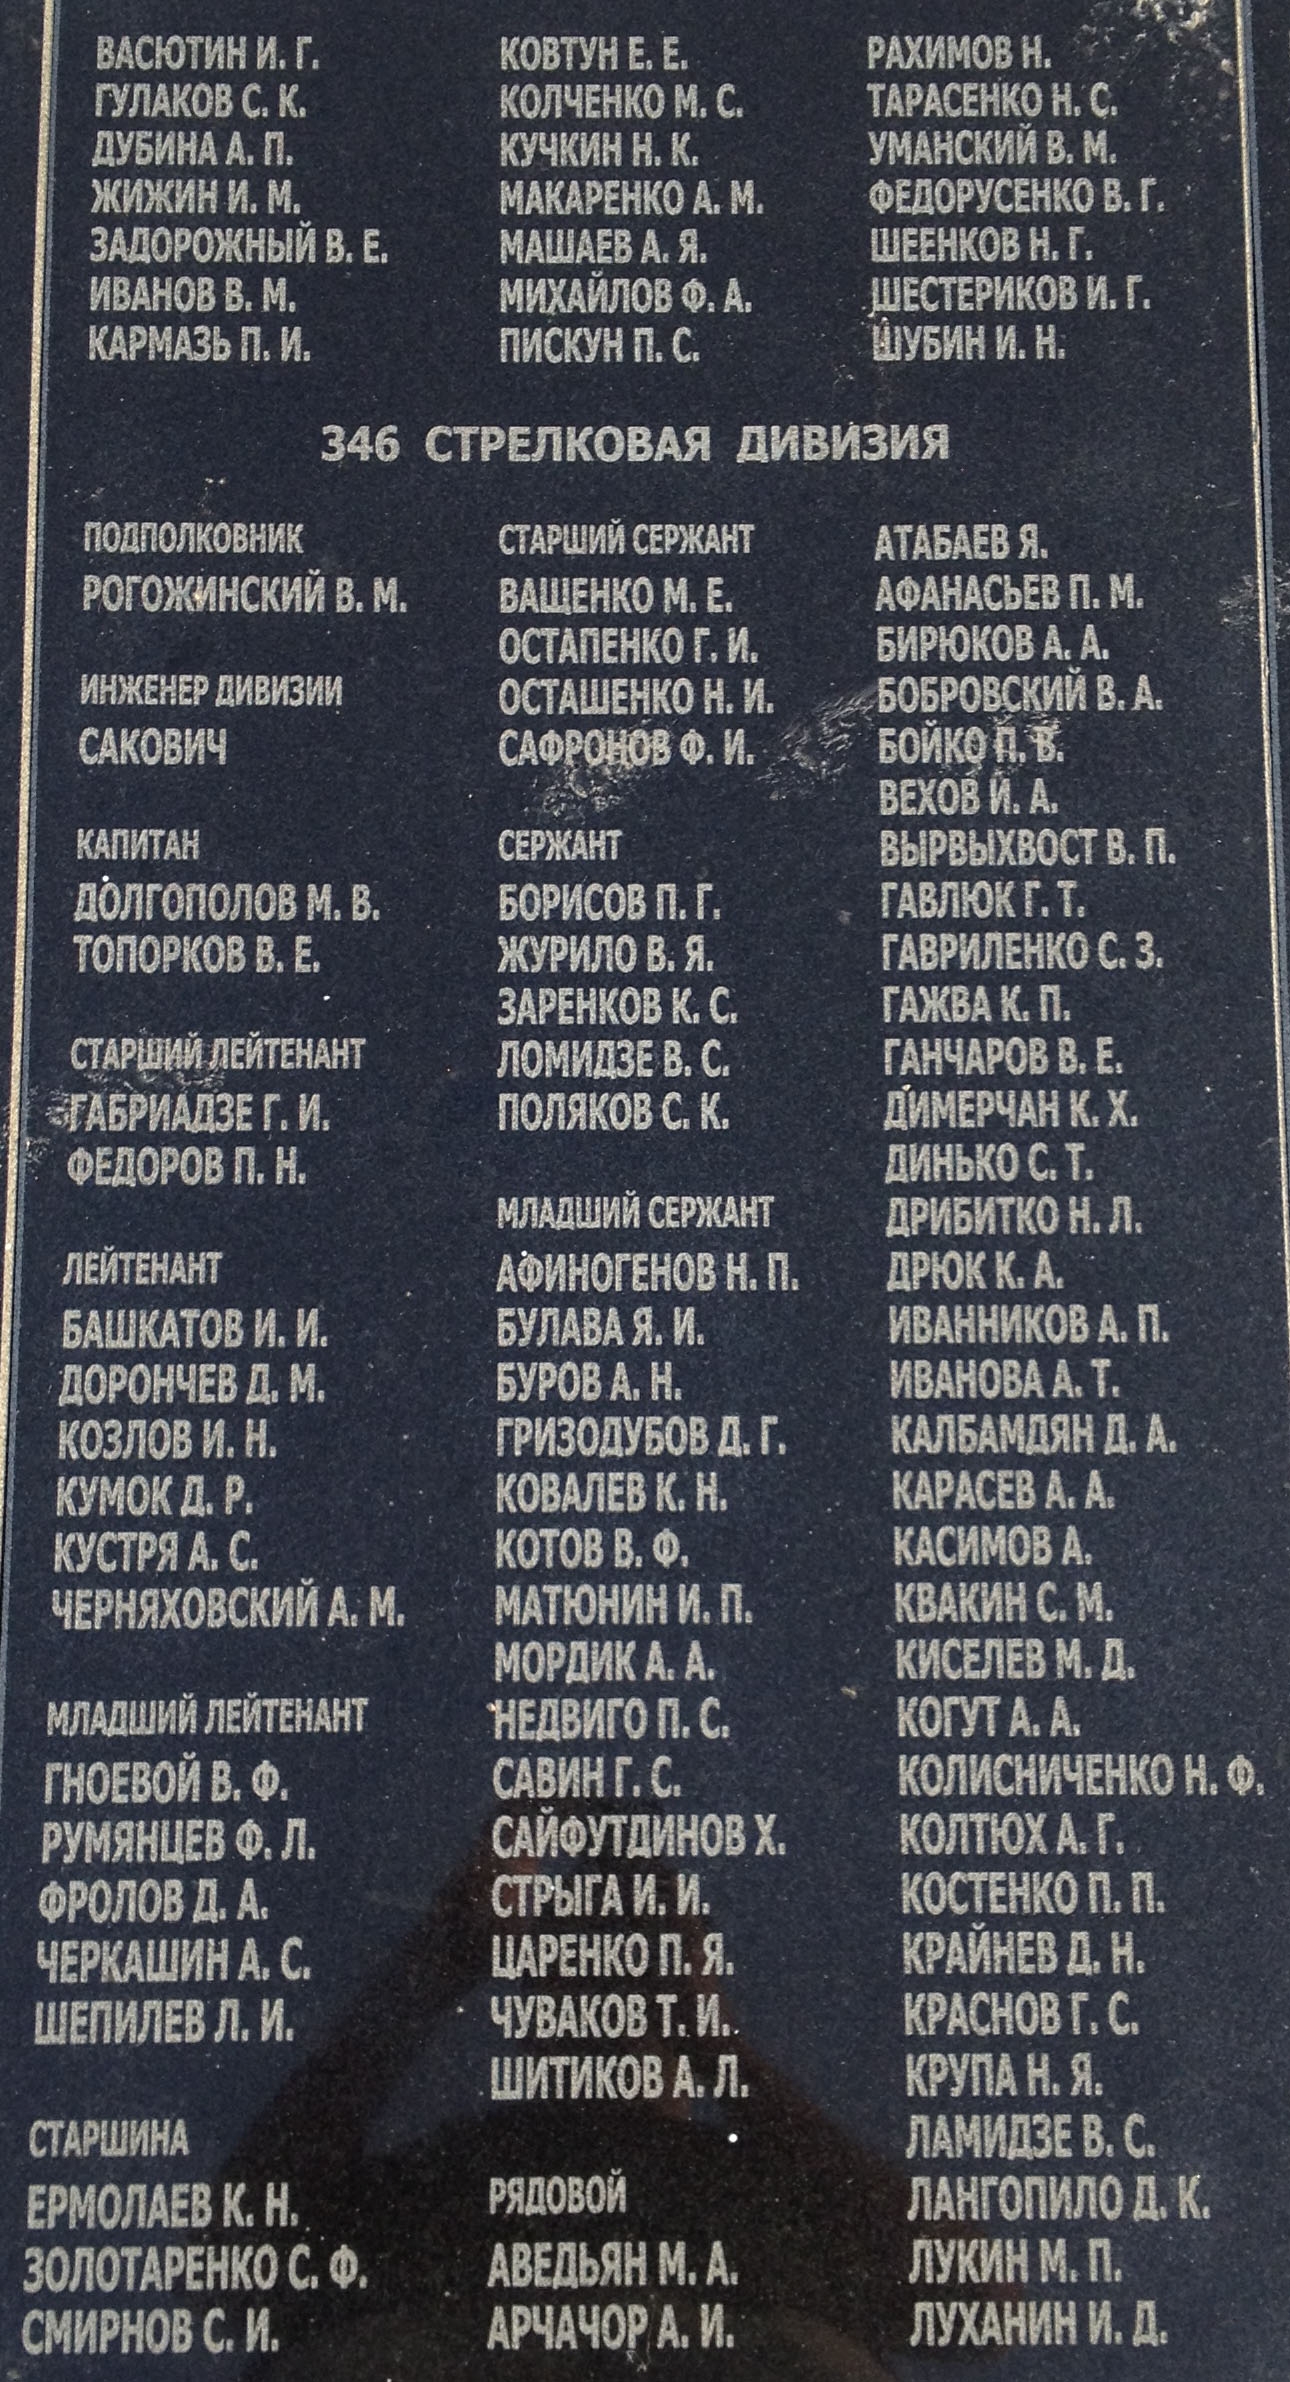 ВАСЮТИН И. Г.
ГУЛАКОВ С. К.
ДУБИНА А. П.
ЖИЖИН И. М.
ЗАДОРОЖНЫЙ В. Е.
ИВАНОВ В. М.
КАРМАЗЬ П. И.
КОВТУН Е. Е.
КОЛЧЕНКО М. С.
КУЧКИН Н. К.
МАКАРЕНКО А. М.
МАШАЕВ А. Я.
МИХАЙЛОВ Ф. А.
ПИСКУН П. С.
РАХИМОВ Н.
ТАРАСЕНКО Н. С.
УМАНСКИЙ В. М.
ФЕДОРУСЕНКО В. Г.
ШЕЕНКОВ Н. Г.
ШЕСТЕРИКОВ И. Г.
ШУБИН И. Н.
346 СТРЕЛКОВАЯ ДИВИЗИЯ
ПОДПОЛКОВНИК
РОГОЖИНСКИЙ В. М.
ИНЖЕНЕР ДИВИЗИИ
САКОВИЧ
КАПИТАН
ДОЛГОПОЛОВ М. В.
ТОПОРКОВ В. Е.
СТАРШИЙ ЛЕЙТЕНАНТ
ГАБРИАДЗЕ Г. И.
ФЕДОРОВ П. Н.
ЛЕЙТЕНАНТ
БАШКАТОВ И. И.
ДОРОНЧЕВ Д. М.
КОЗЛОВ И. Н.
КУМОК Д. Р.
КУСТРЯ А. С.
ЧЕРНЯХОВСКИЙ А. М.
МЛАДШИЙ ЛЕЙТЕНАНТ
ГНОЕВОЙ В. Ф.
РУМЯНЦЕВ Ф. Л.
ФРОЛОВ Д. А.
ЧЕРКАШИН А. С.
ШЕПИЛЕВ Л. И.
СТАРШИНА
ЕРМОЛАЕВ К. Н.
ЗОЛОТАРЕНКО С. Ф.
СМИРНОВ С. И.
СТАРШИЙ СЕРЖАНТ
ВАЩЕНКО М. Е.
ОСТАПЕНКО Г. И.
ОСТАШЕНКО Н. И.
САФРОНОВ Ф. И.
СЕРЖАНТ
БОРИСОВ П. Г.
ЖУРИЛО В. Я.
ЗАРЕНКОВ К. С.
ЛОМИДЗЕ В. С.
ПОЛЯКОВ С. К.
МЛАДШИЙ СЕРЖАНТ
АФИНОГЕНОВ Н. П.
БУЛАВА Я. И.
БУРОВ А. Н.
ГРИЗОДУБОВ Д. Г.
КОВАЛЕВ К. Н.
КОТОВ В. Ф.
МАТЮНИН И. П.
МОРДИК А. А.
НЕДВИГО П. С.
САВИН Г. С.
САЙФУТДИНОВ Х.
СТРЫГА И. И.
ЦАРЕНКО П. Я.
ЧУВАКОВ Т. И.
ШИТИКОВ А. Л.
РЯДОВОЙ
АВЕДЬЯН М. А.
АРЧАЧОР А. И.
АТАБАЕВ Я.
АФАНАСЬЕВ П. М.
БИРЮКОВ А. А.
БОБРОВСКИЙ В. А.
БОЙКО П. В.
ВЕХОВ И. А.
ВЫРВЫХВОСТ В. П.
ГАВЛЮК Г. Т.
ГАВРИЛЕНКО С. З.
ГАЖВА К. П.
ГАНЧАРОВ В. Е.
ДИМЕРЧАН К. Х.
ДИНЬКО С. Т.
ДРИБИТКО Н. Л.
ДРЮК К. А.
ИВАННИКОВ А. П.
ИВАНОВА А. Т.
КАЛБАМДЯН Д. А.
КАРАСЕВ А. А.
КАСИМОВ А.
КВАКИН С. М.
КИСЕЛЕВ М. Д.
КОГУТ А. А.
КОЛИСНИЧЕНКО Н. Ф.
КОЛТЮХ А. Г.
КОСТЕНКО П. П.
КРАЙНЕВ Д. Н.
КРАСНОВ Г. С.
КРУПА Н. Я.
ЛАМИДЗЕ В. С.
ЛАНГОПИЛО Д. К.
ЛУКИН М. П.
ЛУХАНИН И. Д.